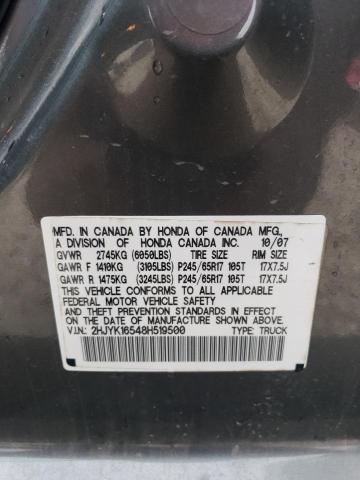 MFD. IN CANADA BY HONDA OF CANADA MFG.,
A DIVISION OF HONDA CANADA INC. 10/07
GVWR 2745KG (6050LBS) TIRE SIZE RIM SIZE
GAWR F 1410KG (3105LBS) P245/65R17 105T 17X7.5J
GAWR R 1475KG (3245LBS) P245/65R17 105T 17X7.5J
THIS VEHICLE CONFORMS TO ALL APPLICABLE
FEDERAL MOTOR VEHICLE SAFETY
AND THEFT PREVENTION STANDARDS IN EFFECT
ON THE DATE OF MANUFACTURE SHOWN ABOVE.
V.I.N.: 2HJYK16548H519500 TYPE: TRUCK